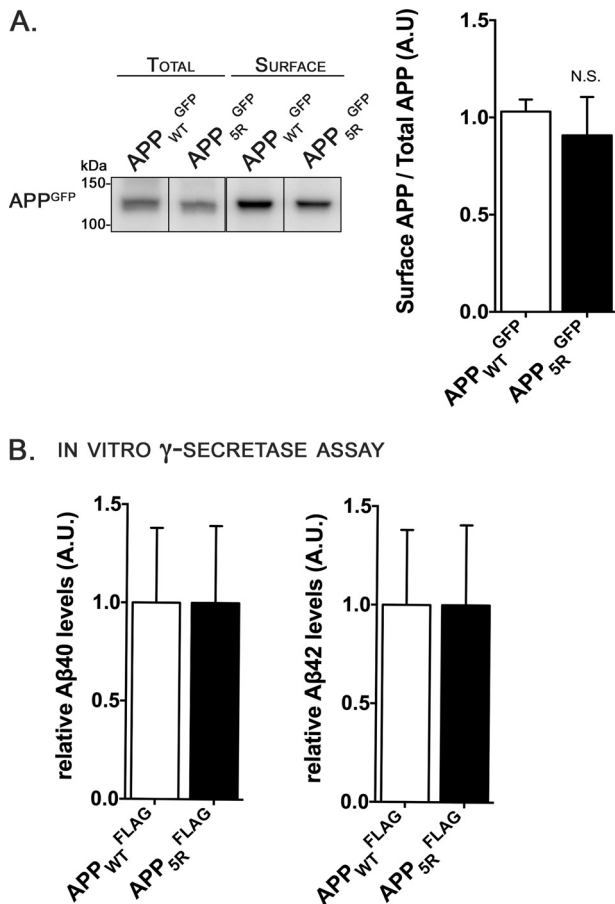 A.
TOTAL SURFACE
APP WT GFP APP 5R GFP APP WT GFP APP 5R GFP
kDa
150
APP GFP
100
Surface APP / Total APP (A.U)
1.5
1.0
0.5
0.0
N.S.
APP WT GFP APP 5R GFP
B. IN VITRO γ-SECRETASE ASSAY
relative Aβ40 levels (A.U.)
1.5
1.0
0.5
0.0
APP WT FLAG APP 5R FLAG
relative Aβ42 levels (A.U.)
1.5
1.0
0.5
0.0
APP WT FLAG APP 5R FLAG